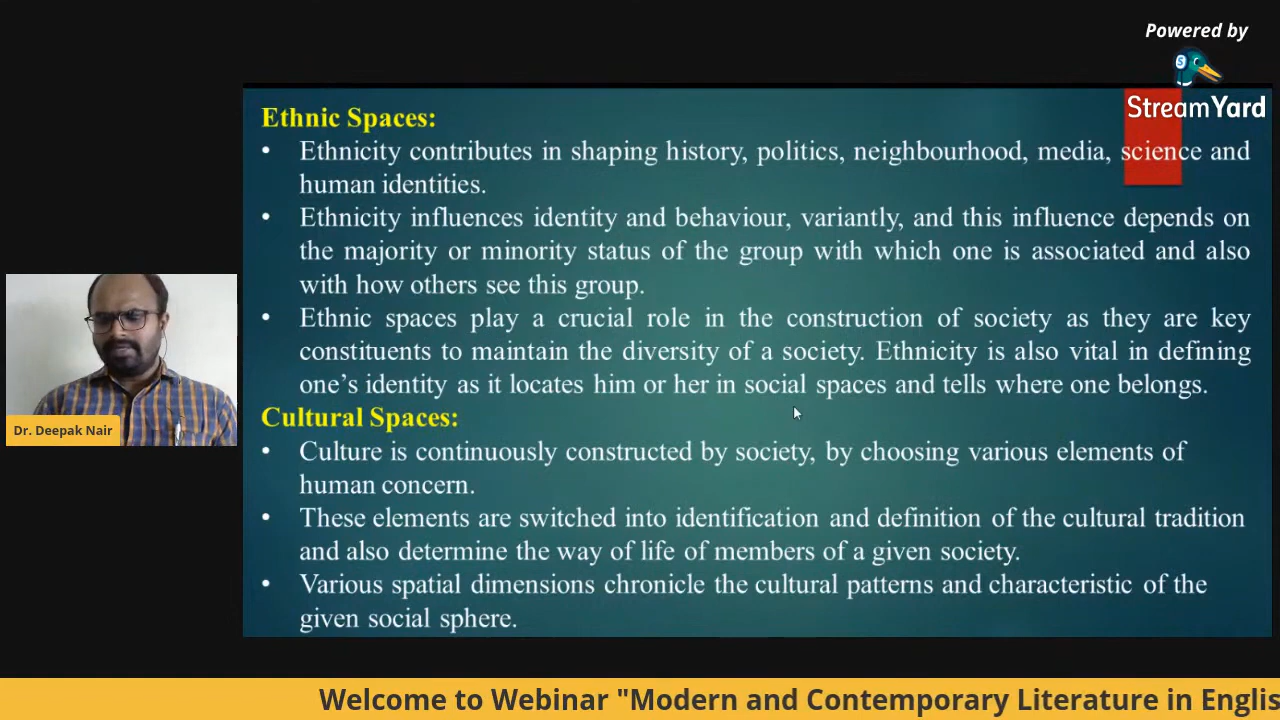 Powered by
StreamYard
Ethnic Spaces:
• Ethnicity contributes in shaping history, politics, neighbourhood, media, science and
human identities.
• Ethnicity influences identity and behaviour, variantly, and this influence depends on
the majority or minority status of the group with which one is associated and also
with how others see this group.
• Ethnic spaces play a crucial role in the construction of society as they are key
constituents to maintain the diversity of a society. Ethnicity is also vital in defining
one’s identity as it locates him or her in social spaces and tells where one belongs.
Cultural Spaces:
• Culture is continuously constructed by society, by choosing various elements of
human concern.
• These elements are switched into identification and definition of the cultural tradition
and also determine the way of life of members of a given society.
• Various spatial dimensions chronicle the cultural patterns and characteristic of the
given social sphere.
Dr. Deepak Nair
Welcome to Webinar "Modern and Contemporary Literature in Englis